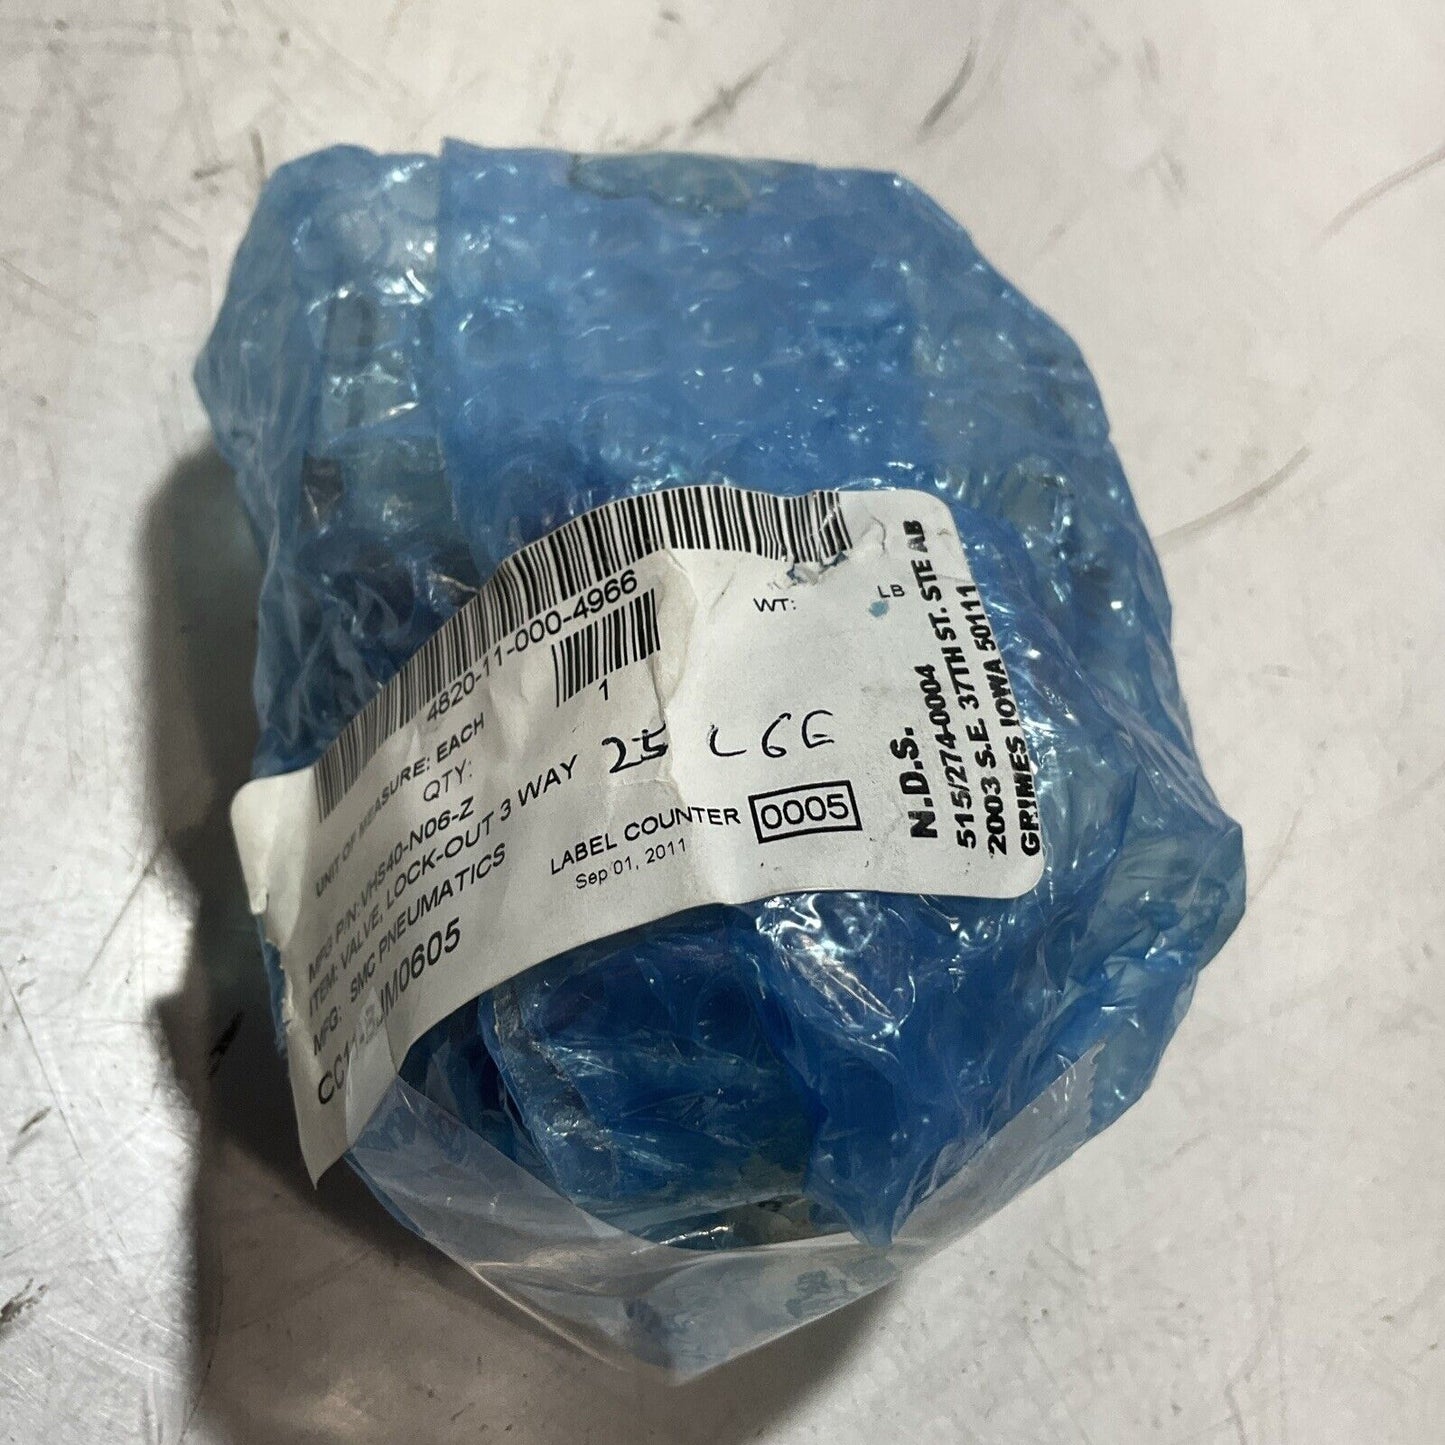 4820-11-000-4966
UNIT OF MEASURE: EACH
QTY: 1
MFG P/N: VHS40-N06-Z
ITEM: VALVE, LOCK-OUT 3 WAY
MFG: SMC PNEUMATICS
WT: LB
LABEL COUNTER 0005
Sep 01, 2011
N.D.S.
515/274-0004
2003 S.E. 37TH ST. STE AB
GRIMES IOWA 50111